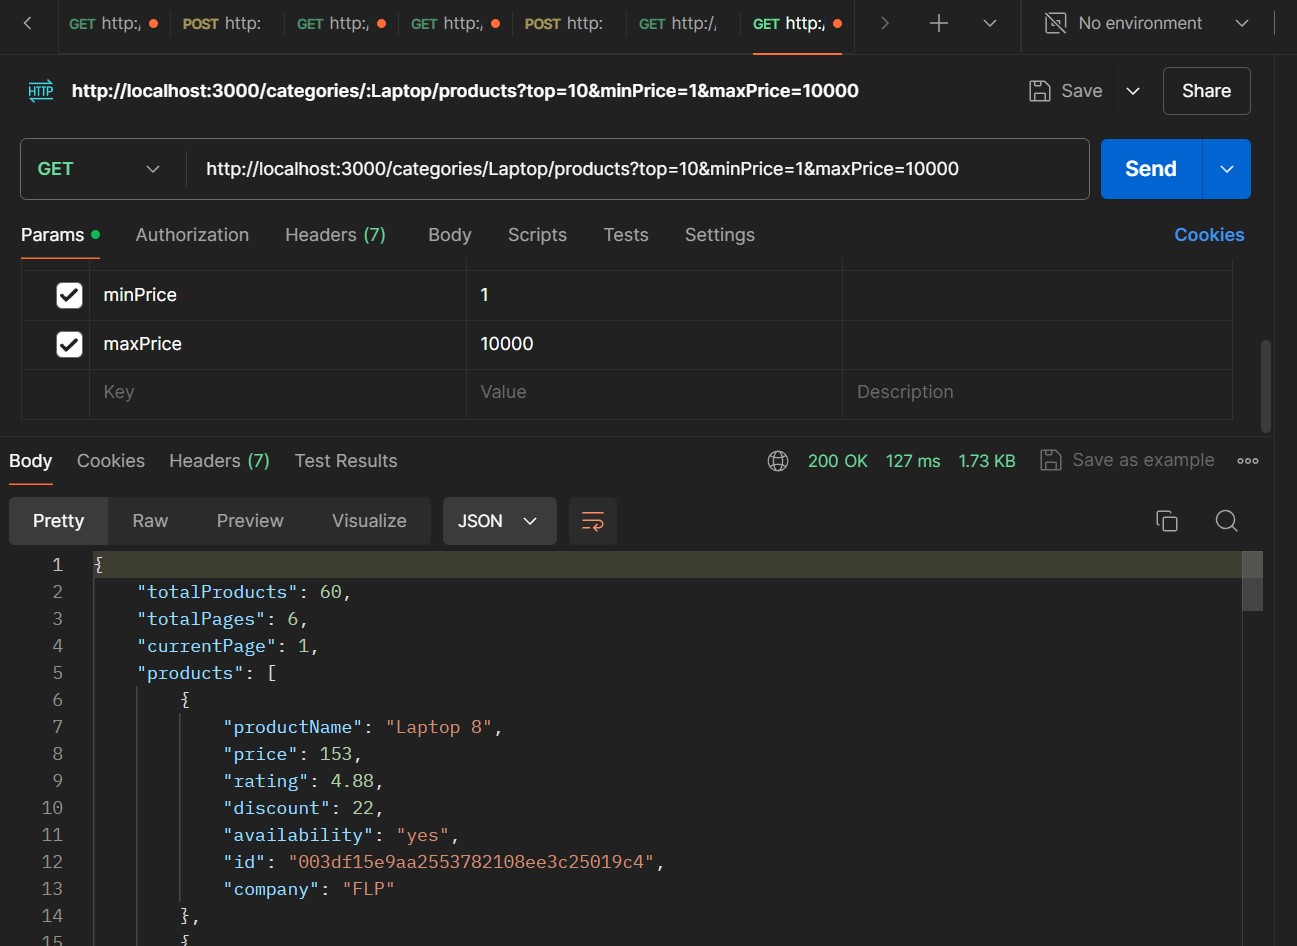 GET http:, POST http: GET http:, GET http:, POST http: GET http:/, GET http:, No environment
HTTP http://localhost:3000/categories/:Laptop/products?top=10&minPrice=1&maxPrice=10000 Save Share
GET http://localhost:3000/categories/Laptop/products?top=10&minPrice=1&maxPrice=10000 Send
Params Authorization Headers (7) Body Scripts Tests Settings Cookies
minPrice 1
maxPrice 10000
Key Value Description
Body Cookies Headers (7) Test Results 200 OK 127 ms 1.73 KB Save as example
Pretty Raw Preview Visualize JSON
1 {
2 "totalProducts": 60,
3 "totalPages": 6,
4 "currentPage": 1,
5 "products": [
6 {
7 "productName": "Laptop 8",
8 "price": 153,
9 "rating": 4.88,
10 "discount": 22,
11 "availability": "yes",
12 "id": "003df15e9aa2553782108ee3c25019c4",
13 "company": "FLP"
14 },
15 {